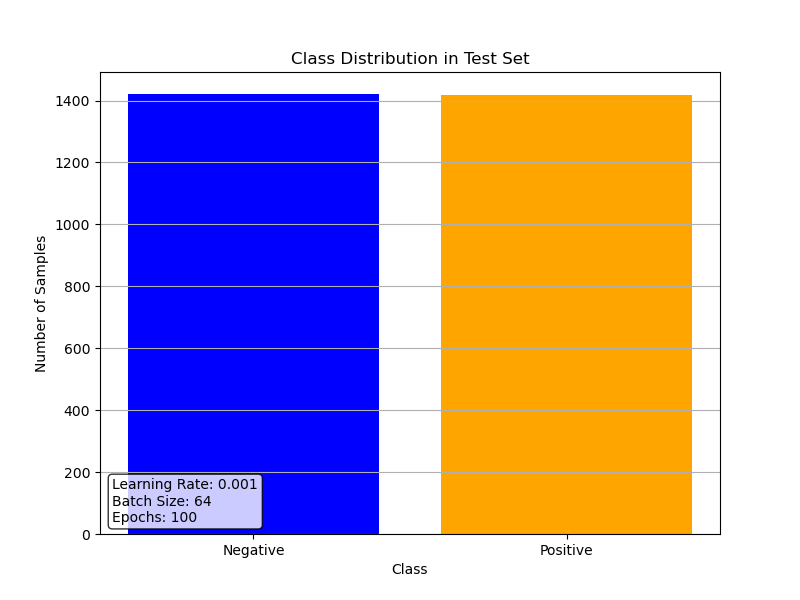 Class Distribution in Test Set
Number of Samples
1400
1200
1000
800
600
400
200
0
Learning Rate: 0.001
Batch Size: 64
Epochs: 100
Negative
Positive
Class